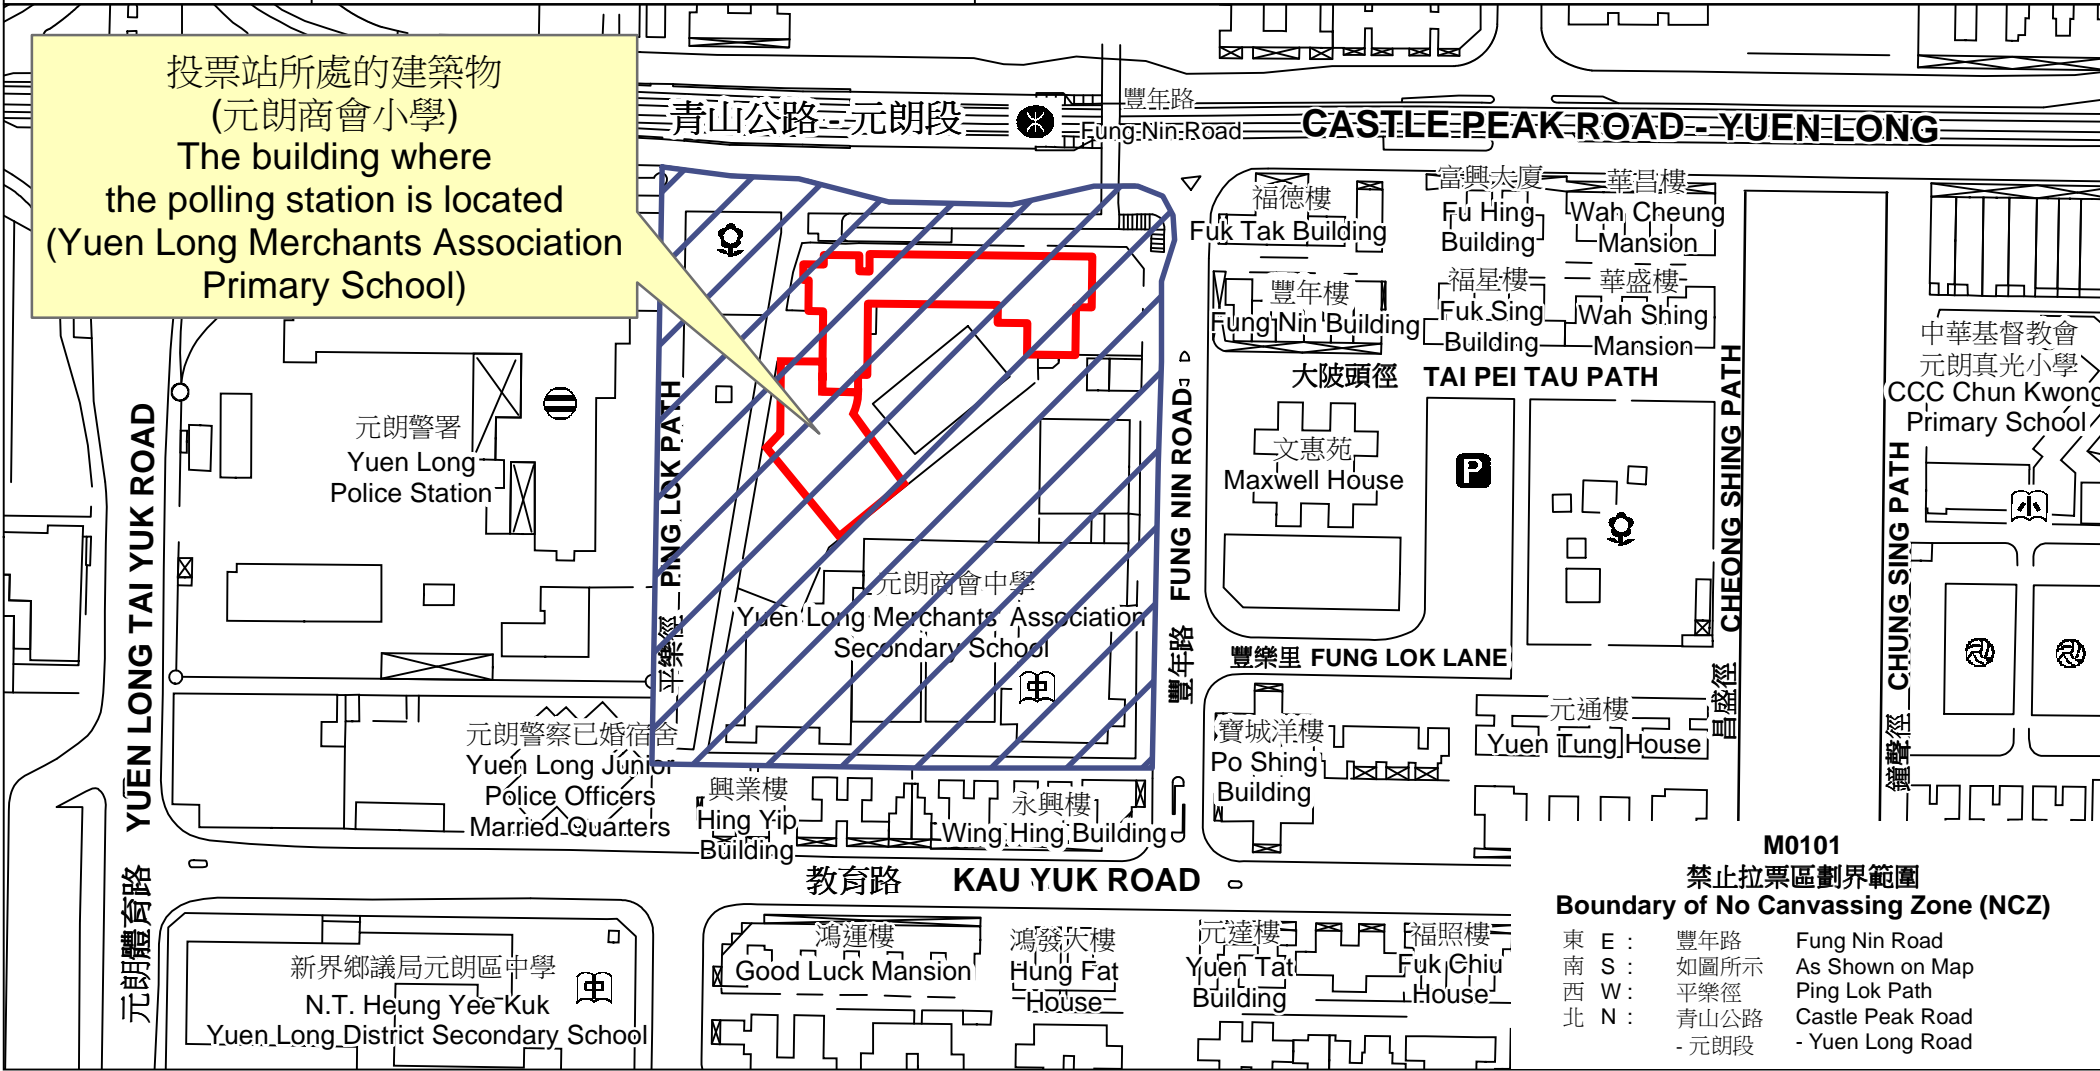 投票站所處的建築物
(元朗商會小學)
The building where
the polling station is located
(Yuen Long Merchants Association
Primary School)
青山公路 - 元朗段
豐年路
Fung Nin Road
CASTLE PEAK ROAD - YUEN LONG
福德樓
Fuk Tak Building
富興大廈
Fu Hing
Building
華昌樓
Wah Cheung
Mansion
豐年樓
Fung Nin Building
福星樓
Fuk Sing
Building
華盛樓
Wah Shing
Mansion
中華基督教會
元朗真光小學
CCC Chun Kwong
Primary School
大陂頭徑 TAI PEI TAU PATH
元朗警署
Yuen Long
Police Station
文惠苑
Maxwell House
P
小
YUEN LONG TAI YUK ROAD
元朗體育路
PING LOK PATH
平樂徑
FUNG NIN ROAD
豐年路
CHEONG SHING PATH
昌盛徑
CHUNG SING PATH
鐘聲徑
元朗商會中學
Yuen Long Merchants' Association
Secondary School
中
豐樂里 FUNG LOK LANE
元朗警察已婚宿舍
Yuen Long Junior
Police Officers
Married Quarters
興業樓
Hing Yip
Building
永興樓
Wing Hing Building
寶城洋樓
Po Shing
Building
元通樓
Yuen Tung House
教育路 KAU YUK ROAD
新界鄉議局元朗區中學
N.T. Heung Yee Kuk
Yuen Long District Secondary School
中
鴻運樓
Good Luck Mansion
鴻發大樓
Hung Fat
House
元達樓
Yuen Tat
Building
福照樓
Fuk Chiu
House
M0101
禁止拉票區劃界範圍
Boundary of No Canvassing Zone (NCZ)
東 E : 豐年路 Fung Nin Road
南 S : 如圖所示 As Shown on Map
西 W : 平樂徑 Ping Lok Path
北 N : 青山公路 Castle Peak Road
- 元朗段 - Yuen Long Road